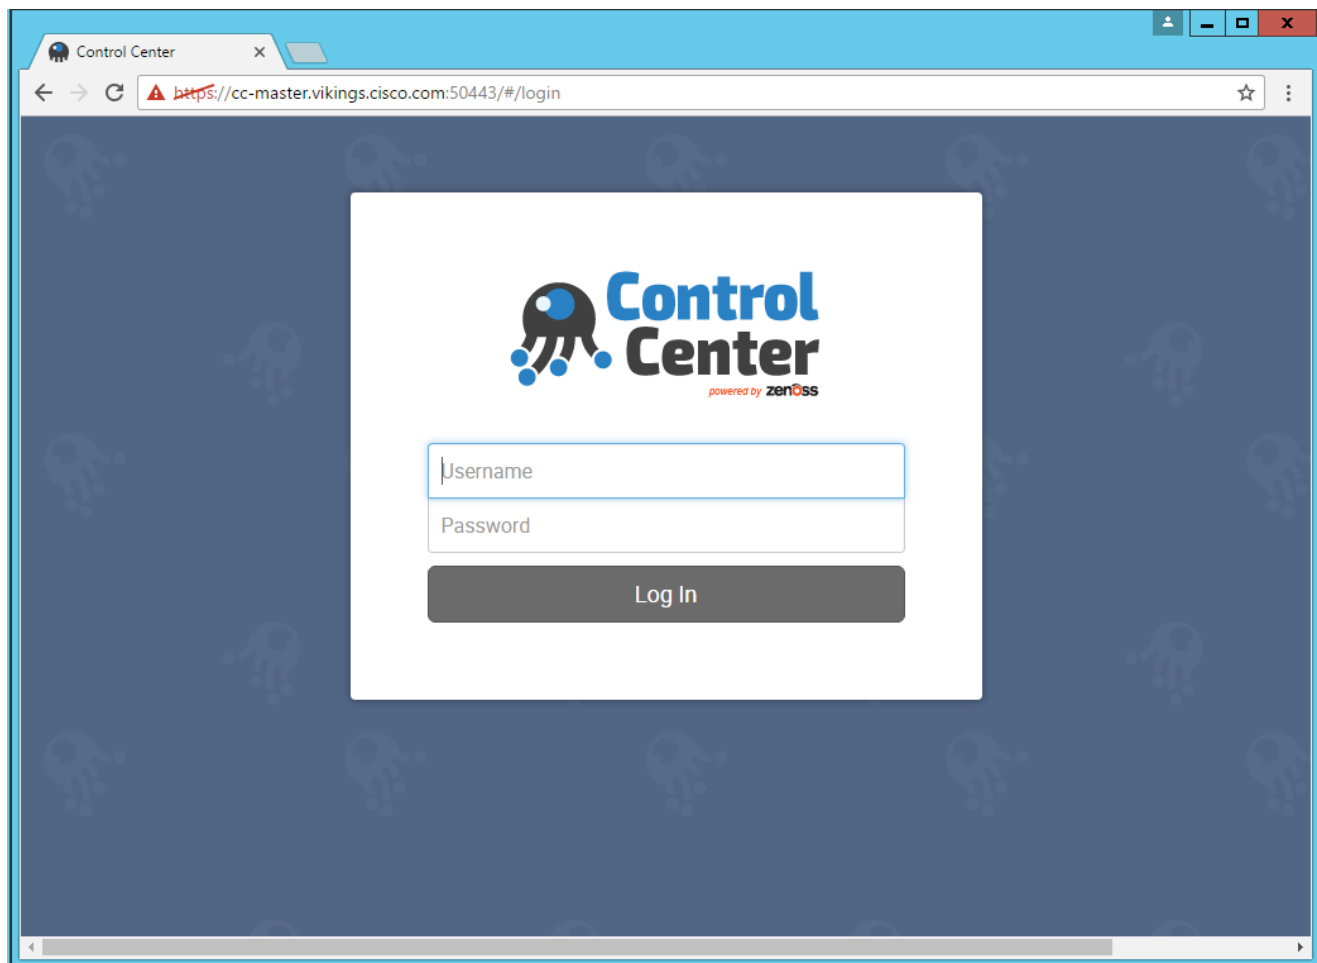 Control Center
https://cc-master.vikings.cisco.com:50443/#/login
Control
Center
powered by zenoss
Username
Password
Log In